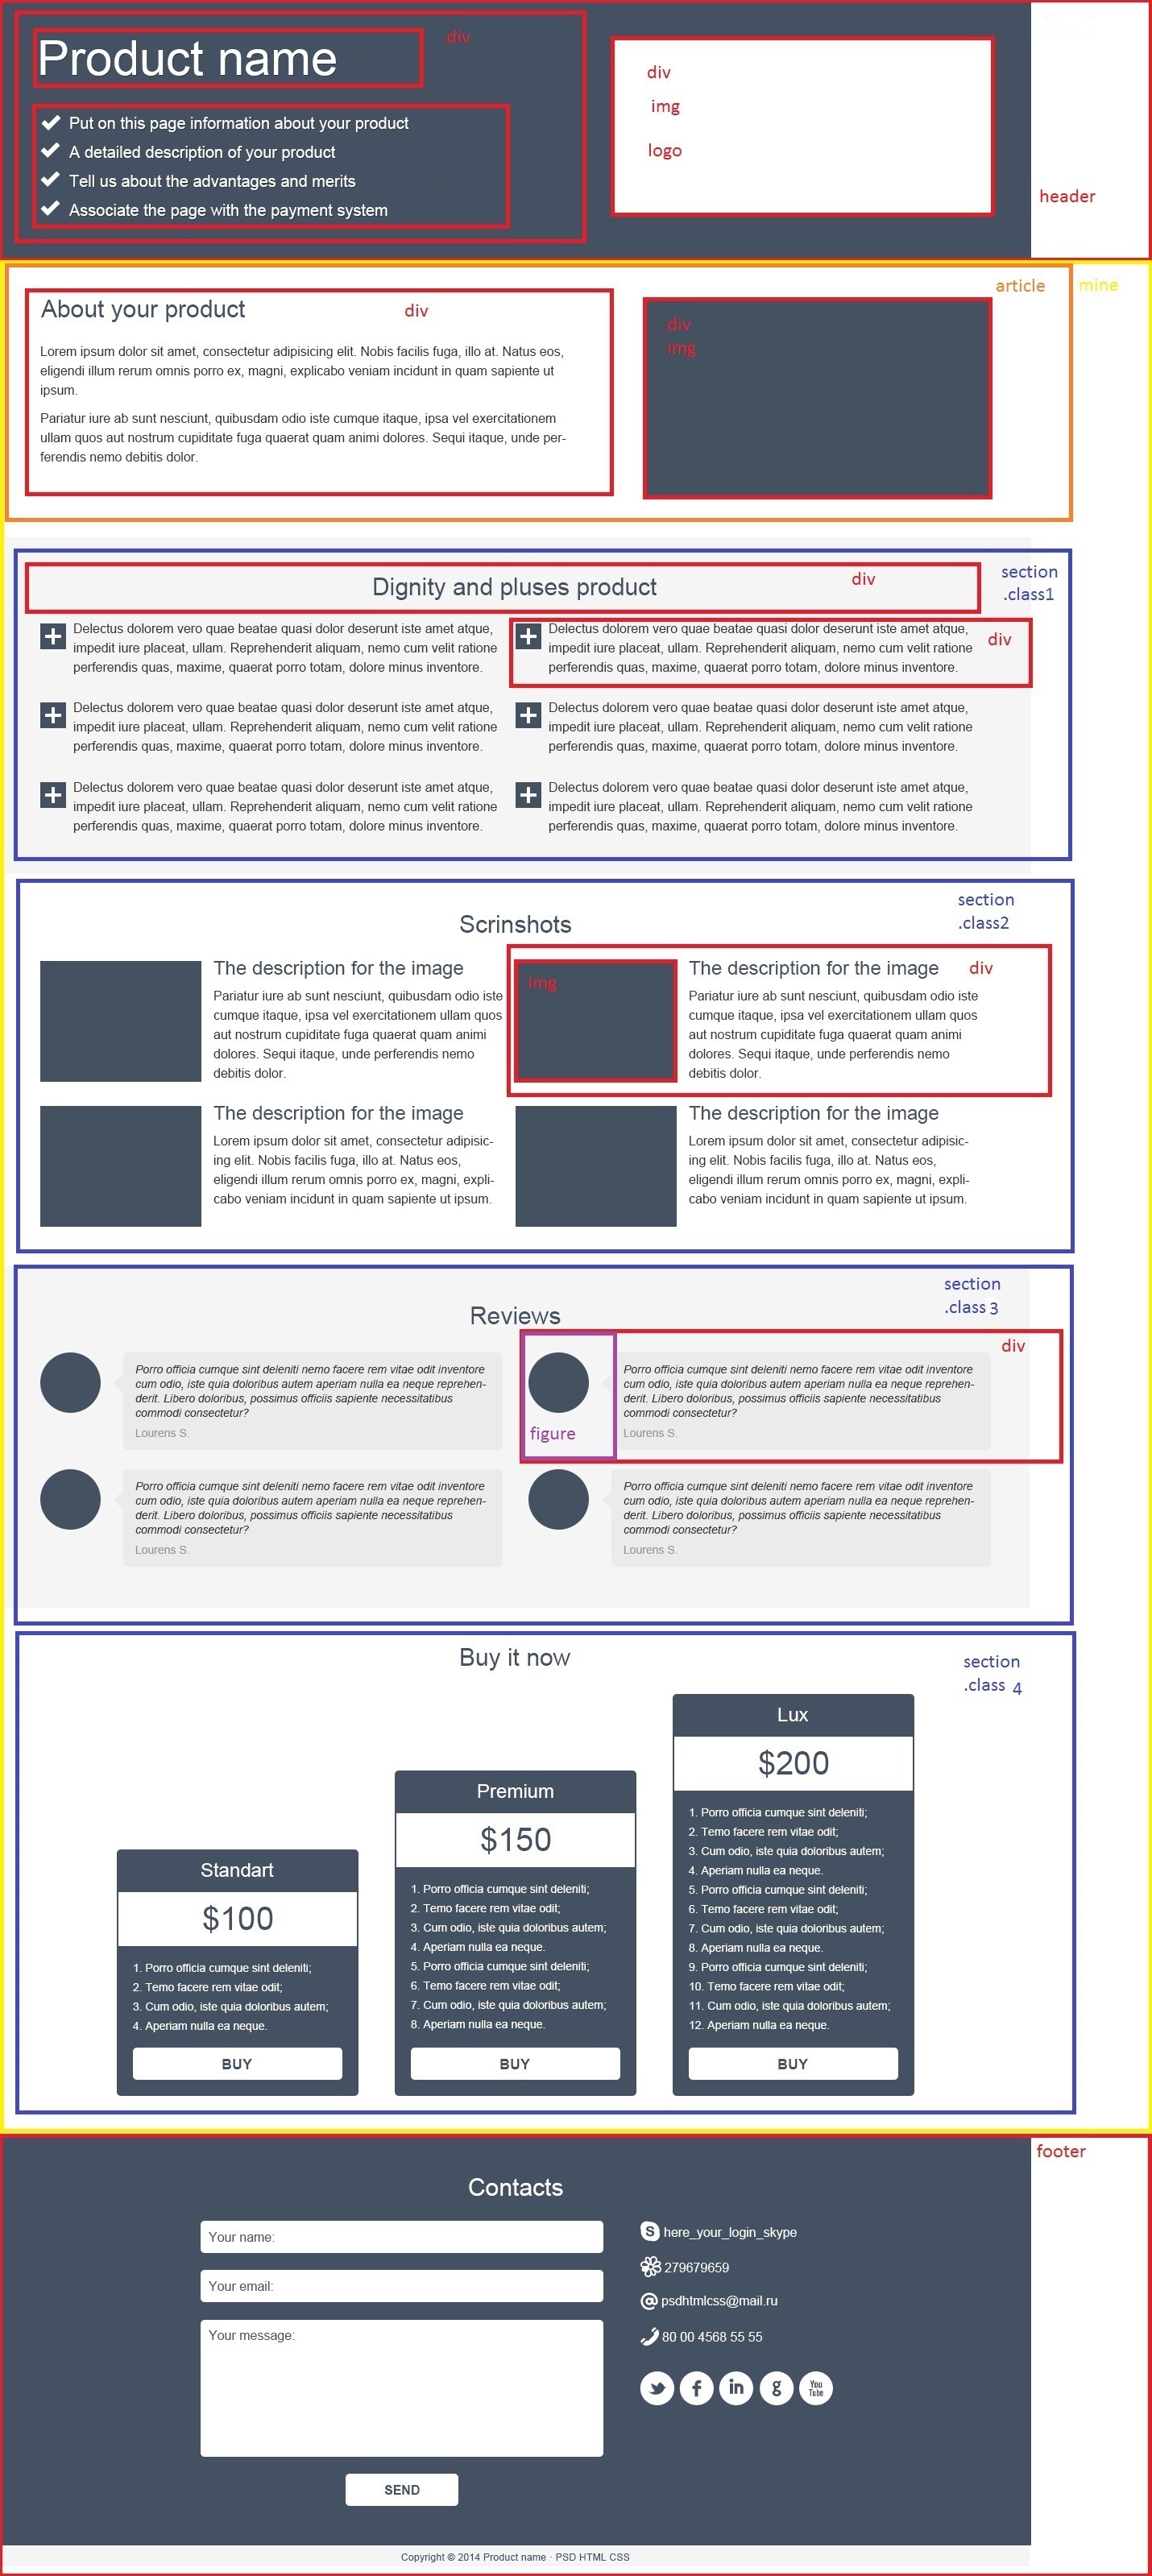 Product name
div
Put on this page information about your product
A detailed description of your product
Tell us about the advantages and merits
Associate the page with the payment system
div
img
logo
header
article
mine
About your product
div
Lorem ipsum dolor sit amet, consectetur adipisicing elit. Nobis facilis fuga, illo at. Natus eos,
eligendi illum rerum omnis porro ex, magni, explicabo veniam incidunt in quam sapiente ut
ipsum.
Pariatur iure ab sunt nesciunt, quibusdam odio iste cumque itaque, ipsa vel exercitationem
ullam quos aut nostrum cupiditate fuga quaerat quam animi dolores. Sequi itaque, unde per-
ferendis nemo debitis dolor.
div
img
section
.class1
Dignity and pluses product
div
Delectus dolorem vero quae beatae quasi dolor deserunt iste amet atque,
impedit iure placeat, ullam. Reprehenderit aliquam, nemo cum velit ratione
perferendis quas, maxime, quaerat porro totam, dolore minus inventore.
Delectus dolorem vero quae beatae quasi dolor deserunt iste amet atque,
impedit iure placeat, ullam. Reprehenderit aliquam, nemo cum velit ratione
perferendis quas, maxime, quaerat porro totam, dolore minus inventore.
div
Delectus dolorem vero quae beatae quasi dolor deserunt iste amet atque,
impedit iure placeat, ullam. Reprehenderit aliquam, nemo cum velit ratione
perferendis quas, maxime, quaerat porro totam, dolore minus inventore.
Delectus dolorem vero quae beatae quasi dolor deserunt iste amet atque,
impedit iure placeat, ullam. Reprehenderit aliquam, nemo cum velit ratione
perferendis quas, maxime, quaerat porro totam, dolore minus inventore.
Delectus dolorem vero quae beatae quasi dolor deserunt iste amet atque,
impedit iure placeat, ullam. Reprehenderit aliquam, nemo cum velit ratione
perferendis quas, maxime, quaerat porro totam, dolore minus inventore.
Delectus dolorem vero quae beatae quasi dolor deserunt iste amet atque,
impedit iure placeat, ullam. Reprehenderit aliquam, nemo cum velit ratione
perferendis quas, maxime, quaerat porro totam, dolore minus inventore.
section
.class2
Scrinshots
The description for the image
Pariatur iure ab sunt nesciunt, quibusdam odio iste
cumque itaque, ipsa vel exercitationem ullam quos
aut nostrum cupiditate fuga quaerat quam animi
dolores. Sequi itaque, unde perferendis nemo
debitis dolor.
img
The description for the image
div
Pariatur iure ab sunt nesciunt, quibusdam odio iste
cumque itaque, ipsa vel exercitationem ullam quos
aut nostrum cupiditate fuga quaerat quam animi
dolores. Sequi itaque, unde perferendis nemo
debitis dolor.
The description for the image
Lorem ipsum dolor sit amet, consectetur adipisic-
ing elit. Nobis facilis fuga, illo at. Natus eos,
eligendi illum rerum omnis porro ex, magni, expli-
cabo veniam incidunt in quam sapiente ut ipsum.
The description for the image
Lorem ipsum dolor sit amet, consectetur adipisic-
ing elit. Nobis facilis fuga, illo at. Natus eos,
eligendi illum rerum omnis porro ex, magni, expli-
cabo veniam incidunt in quam sapiente ut ipsum.
section
.class 3
Reviews
div
Porro officia cumque sint deleniti nemo facere rem vitae odit inventore
cum odio, iste quia doloribus autem aperiam nulla ea neque reprehen-
derit. Libero doloribus, possimus officiis sapiente necessitatibus
commodi consectetur?
Lourens S.
figure
Porro officia cumque sint deleniti nemo facere rem vitae odit inventore
cum odio, iste quia doloribus autem aperiam nulla ea neque reprehen-
derit. Libero doloribus, possimus officiis sapiente necessitatibus
commodi consectetur?
Lourens S.
Porro officia cumque sint deleniti nemo facere rem vitae odit inventore
cum odio, iste quia doloribus autem aperiam nulla ea neque reprehen-
derit. Libero doloribus, possimus officiis sapiente necessitatibus
commodi consectetur?
Lourens S.
Porro officia cumque sint deleniti nemo facere rem vitae odit inventore
cum odio, iste quia doloribus autem aperiam nulla ea neque reprehen-
derit. Libero doloribus, possimus officiis sapiente necessitatibus
commodi consectetur?
Lourens S.
Buy it now
section
.class 4
Standart
$100
1. Porro officia cumque sint deleniti;
2. Temo facere rem vitae odit;
3. Cum odio, iste quia doloribus autem;
4. Aperiam nulla ea neque.
BUY
Premium
$150
1. Porro officia cumque sint deleniti;
2. Temo facere rem vitae odit;
3. Cum odio, iste quia doloribus autem;
4. Aperiam nulla ea neque.
5. Porro officia cumque sint deleniti;
6. Temo facere rem vitae odit;
7. Cum odio, iste quia doloribus autem;
8. Aperiam nulla ea neque.
BUY
Lux
$200
1. Porro officia cumque sint deleniti;
2. Temo facere rem vitae odit;
3. Cum odio, iste quia doloribus autem;
4. Aperiam nulla ea neque.
5. Porro officia cumque sint deleniti;
6. Temo facere rem vitae odit;
7. Cum odio, iste quia doloribus autem;
8. Aperiam nulla ea neque.
9. Porro officia cumque sint deleniti;
10. Temo facere rem vitae odit;
11. Cum odio, iste quia doloribus autem;
12. Aperiam nulla ea neque.
BUY
footer
Contacts
Your name:
Your email:
Your message:
SEND
here_your_login_skype
279679659
psdhtmlcss@mail.ru
80 00 4568 55 55
You
Tube
Copyright © 2014 Product name · PSD HTML CSS